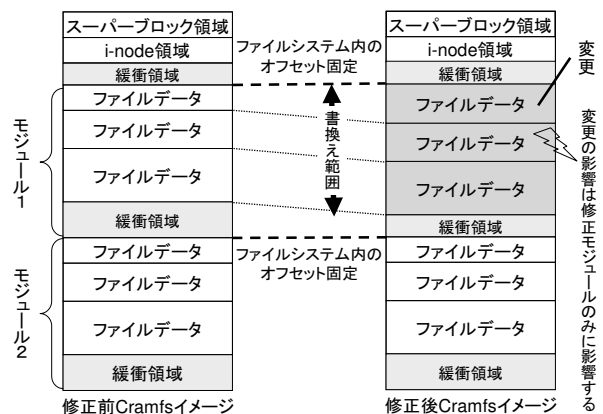 スーパーブロック領域
i-node領域
緩衝領域
ファイルデータ
ファイルデータ
ファイルデータ
緩衝領域
ファイルデータ
ファイルデータ
ファイルデータ
緩衝領域
修正前Cramfsイメージ
モジュール1
モジュール2
ファイルシステム内の
オフセット固定
書換え範囲
ファイルシステム内の
オフセット固定
スーパーブロック領域
i-node領域
緩衝領域
ファイルデータ
ファイルデータ
ファイルデータ
緩衝領域
ファイルデータ
ファイルデータ
ファイルデータ
緩衝領域
修正後Cramfsイメージ
変更
変更の影響は修正モジュールのみに影響する